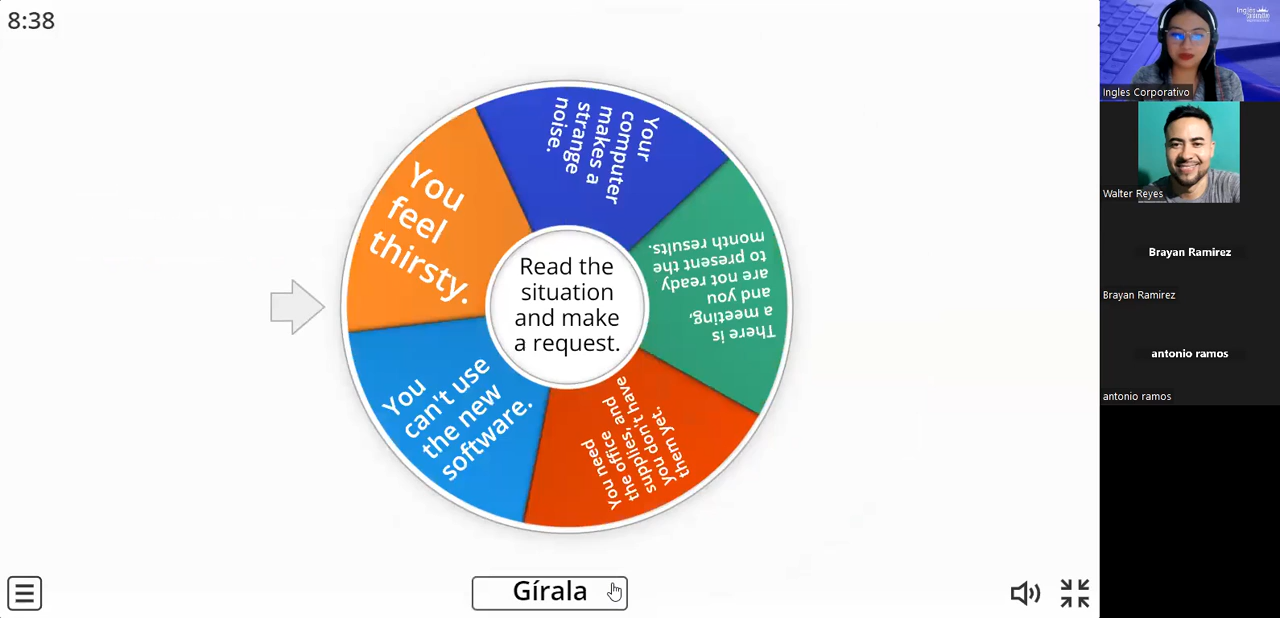 8:38
Your
computer
makes a
strange
noise.
You
feel
thirsty.
There is
a meeting,
and you
are not ready
to present the
month results.
Read the
situation
and make
a request.
You
can't use
the new
software.
You need
the office
supplies, and
you don't have
them yet.
Gírala
Ingles Corporativo
Walter Reyes
Brayan Ramirez
Brayan Ramirez
antonio ramos
antonio ramos